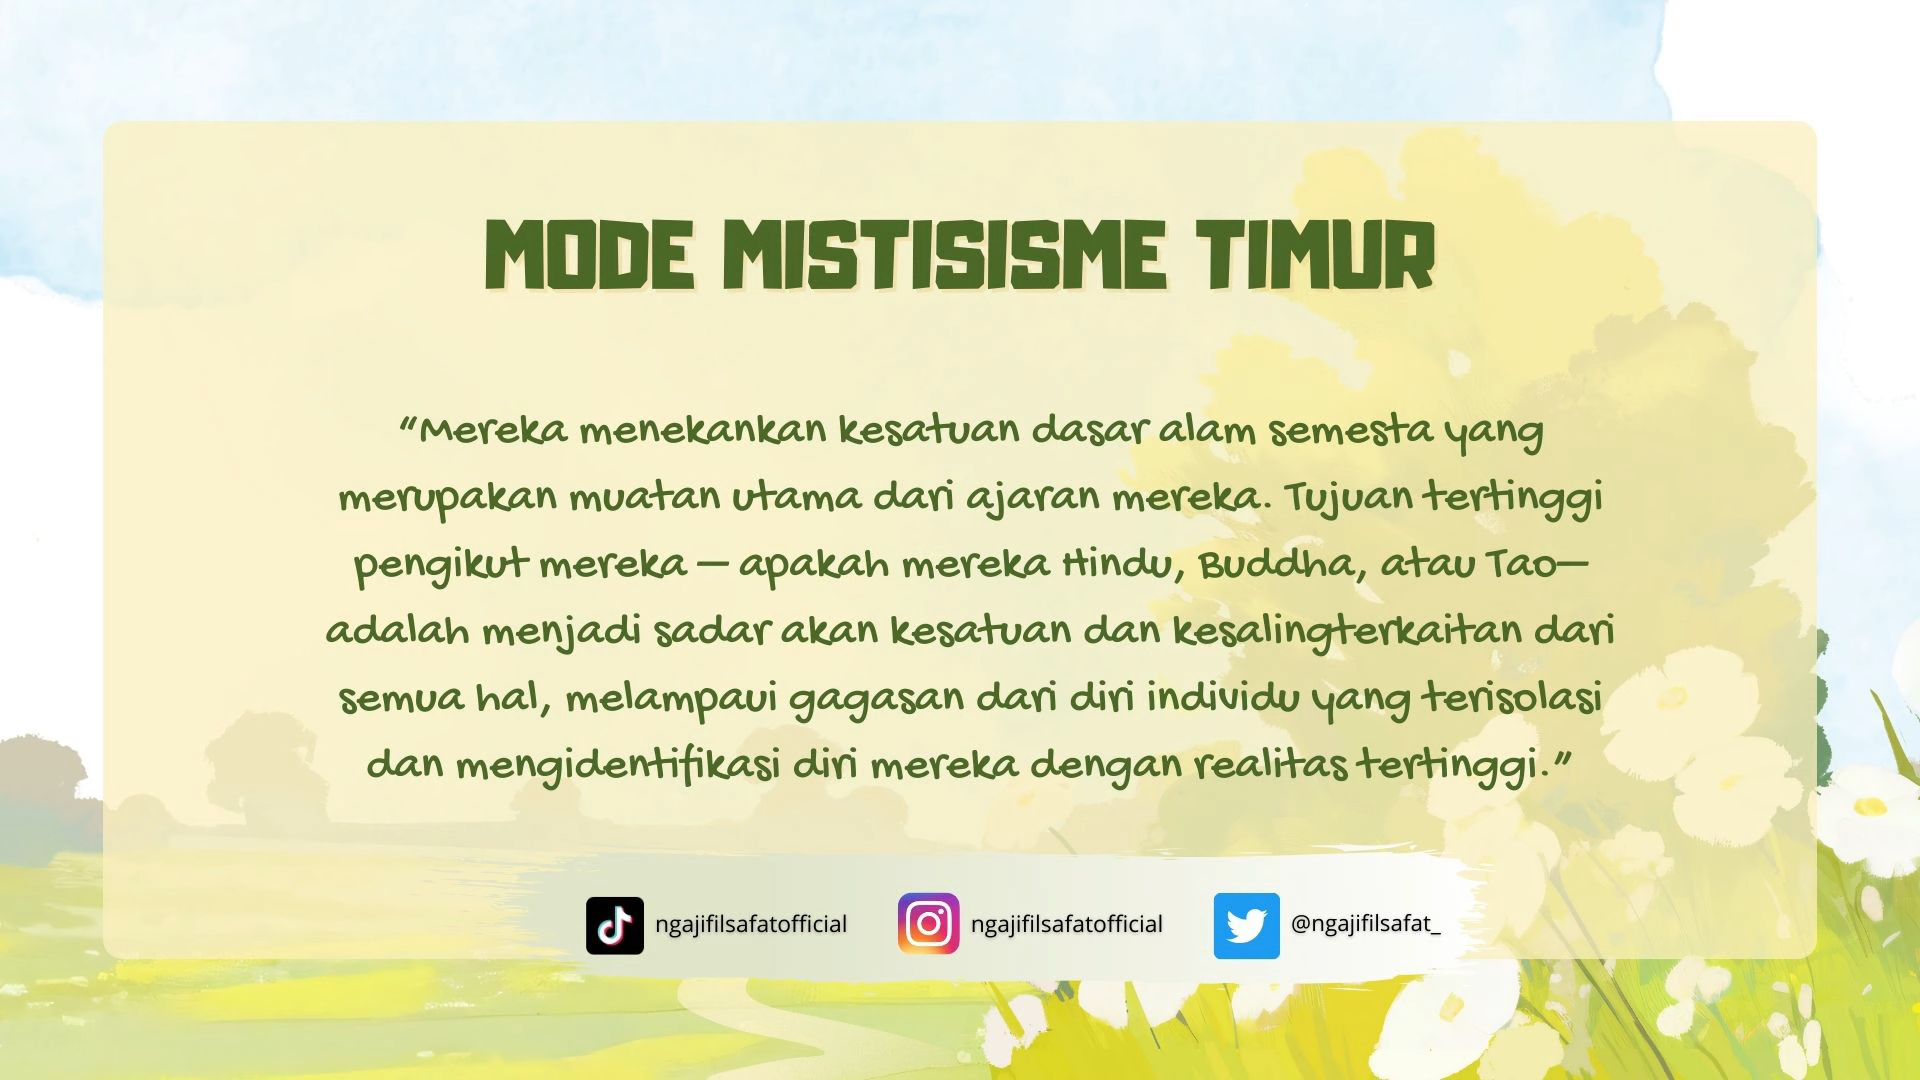 MODE MISTISISME TIMUR
"Mereka menekankan kesatuan dasar alam semesta yang
merupakan muatan utama dari ajaran mereka. Tujuan tertinggi
pengikut mereka — apakah mereka Hindu, Buddha, atau Tao—
adalah menjadi sadar akan kesatuan dan kesalingterkaitan dari
semua hal, melampaui gagasan dari diri individu yang terisolasi
dan mengidentifikasi diri mereka dengan realitas tertinggi."
ngajifilsafatofficial
ngajifilsafatofficial
@ngajifilsafat_